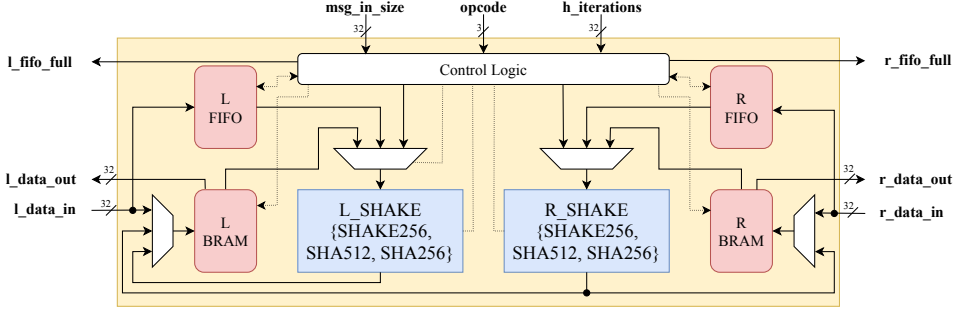 msg_in_size opcode h_iterations
32 3 32
l_fifo_full r_fifo_full
Control Logic
L
FIFO
R
FIFO
l_data_out 32 32 r_data_out
l_data_in 32 32 r_data_in
L
BRAM
L_SHAKE
{SHAKE256,
SHA512, SHA256}
R_SHAKE
{SHAKE256,
SHA512, SHA256}
R
BRAM